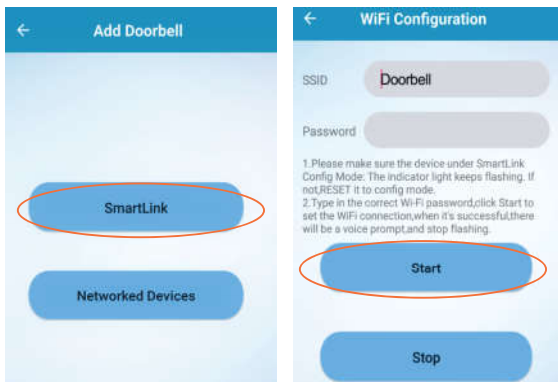 Add Doorbell
SmartLink
Networked Devices
WiFi Configuration
SSID
Doorbell
Password
1.Please make sure the device under SmartLink
Config Mode: The indicator light keeps flashing. If
not,RESET it to config mode.
2.Type in the correct Wi-Fi password,click Start to
set the WiFi connection,when it's successful,there
will be a voice prompt,and stop flashing.
Start
Stop